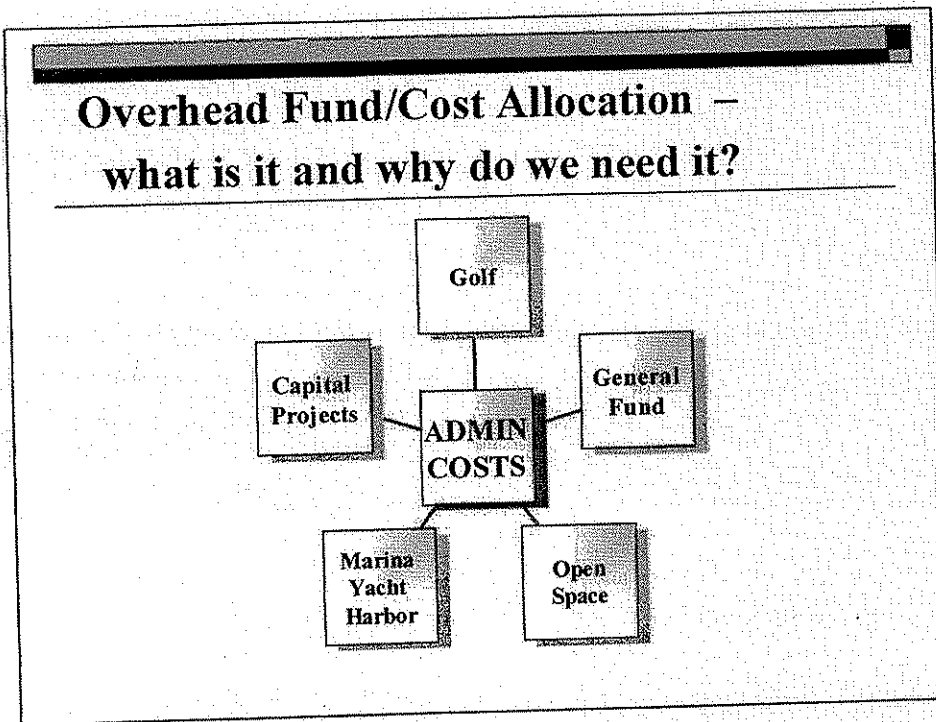 Overhead Fund/Cost Allocation –
what is it and why do we need it?
Golf
Capital
Projects
General
Fund
ADMIN
COSTS
Marina
Yacht
Harbor
Open
Space